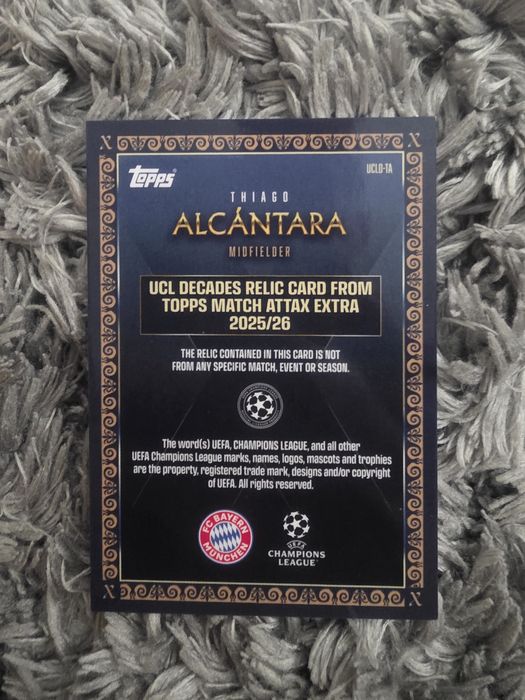 X X
topps
UCLD-TA
THIAGO
ALCÁNTARA
MIDFIELDER
UCL DECADES RELIC CARD FROM
TOPPS MATCH ATTAX EXTRA
2025/26
THE RELIC CONTAINED IN THIS CARD IS NOT
FROM ANY SPECIFIC MATCH, EVENT OR SEASON.
The word(s) UEFA, CHAMPIONS LEAGUE, and all other
UEFA Champions League marks, names, logos, mascots and trophies
are the property, registered trade mark, designs and/or copyright
of UEFA. All rights reserved.
FC BAYERN
MÜNCHEN
UEFA
CHAMPIONS
LEAGUE
X X